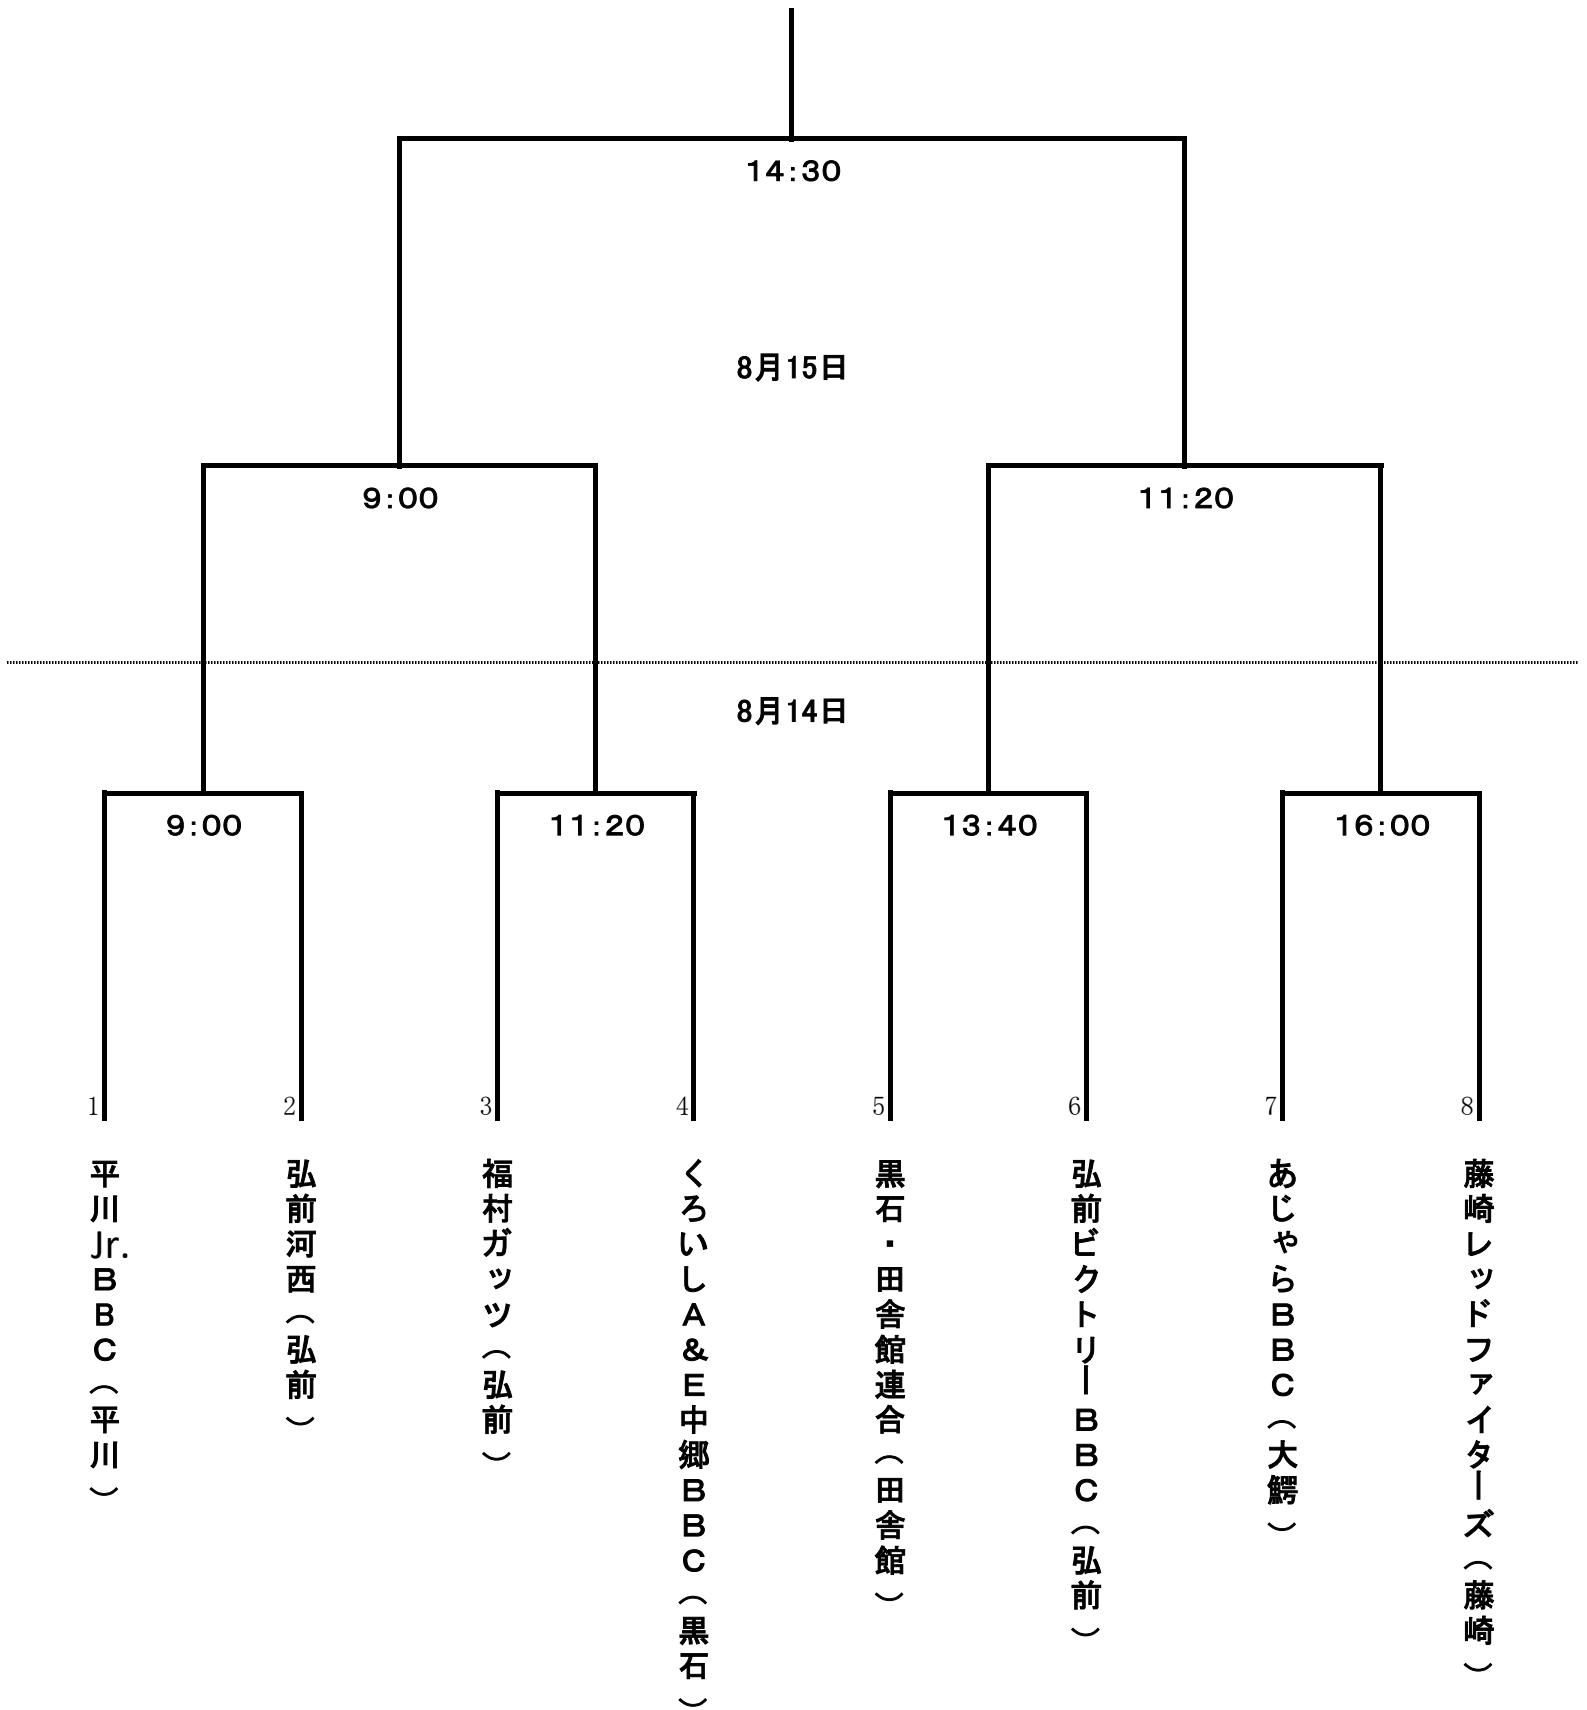 14:30
8月15日
9:00
11:20
8月14日
9:00
11:20
13:40
16:00
1
2
3
4
5
6
7
8
平川Jr.BBC(平川)
弘前河西(弘前)
福村ガッツ(弘前)
くろいしA&E中郷BBC(黒石)
黒石・田舎館連合(田舎館)
弘前ビクトリーBBC(弘前)
あじゃらBBC(大鰐)
藤崎レッドファイターズ(藤崎)